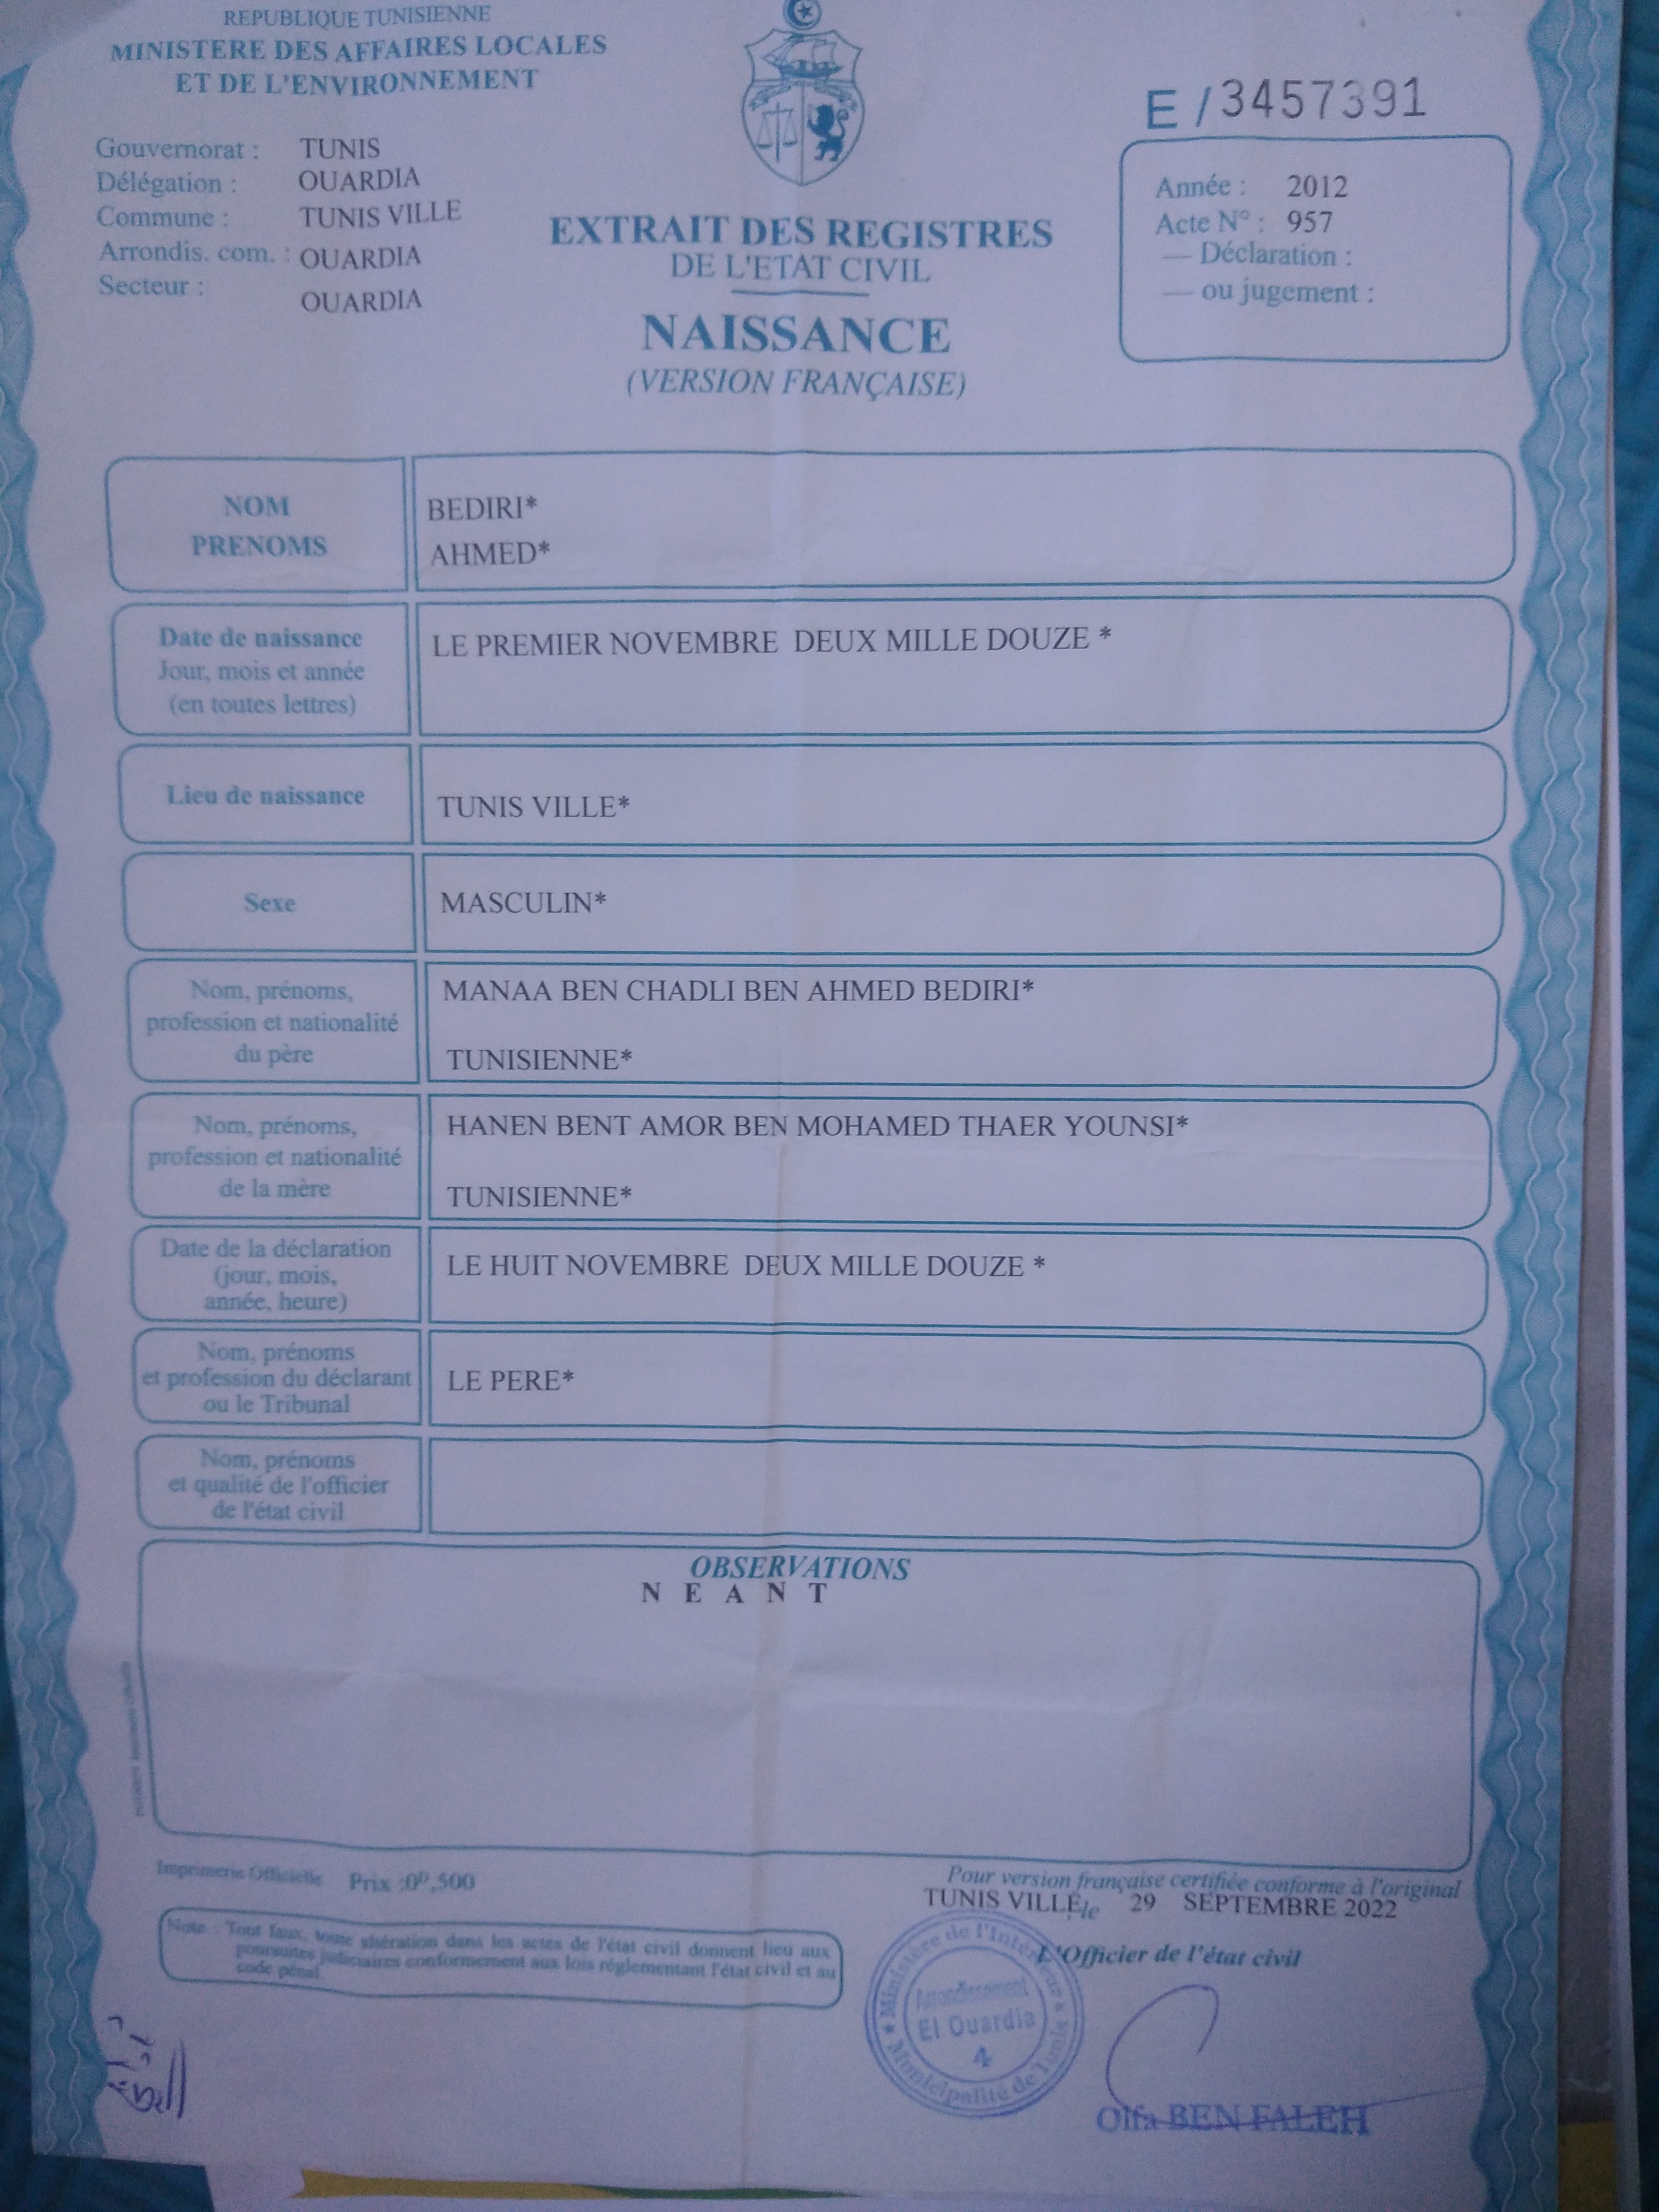 REPUBLIQUE TUNISIENNE
MINISTERE DES AFFAIRES LOCALES
ET DE L'ENVIRONNEMENT
Gouvernorat : TUNIS
Délégation : OUARDIA
Commune : TUNIS VILLE
Arrondis. com. : OUARDIA
Secteur : OUARDIA
E / 3457391
Année : 2012
Acte N° : 957
— Déclaration :
— ou jugement :
EXTRAIT DES REGISTRES
DE L'ETAT CIVIL
NAISSANCE
(VERSION FRANÇAISE)
NOM BEDIRI*
PRENOMS AHMED*
Date de naissance
Jour, mois et année
(en toutes lettres)
LE PREMIER NOVEMBRE DEUX MILLE DOUZE *
Lieu de naissance
TUNIS VILLE*
Sexe
MASCULIN*
Nom, prénoms,
profession et nationalité
du père
MANAA BEN CHADLI BEN AHMED BEDIRI*
TUNISIENNE*
Nom, prénoms,
profession et nationalité
de la mère
HANEN BENT AMOR BEN MOHAMED THAER YOUNSI*
TUNISIENNE*
Date de la déclaration
(jour, mois,
année, heure)
LE HUIT NOVEMBRE DEUX MILLE DOUZE *
Nom, prénoms
et profession du déclarant
ou le Tribunal
LE PERE*
Nom, prénoms
et qualité de l'officier
de l'état civil
OBSERVATIONS
N E A N T
Imprimerie Officielle Prix :0ᴰ,500
Pour version française certifiée conforme à l'original
TUNIS VILLE, le 29 SEPTEMBRE 2022
L'Officier de l'état civil
Note : Tout faux, toute altération dans les actes de l'état civil donnent lieu aux
poursuites judiciaires conformement aux lois réglementant l'état civil et au
code pénal
★ Ministère de l'Intérieur ★ Municipalité de Tunis
Arrondissement
El Ouardia
4
Olfa BEN FALEH